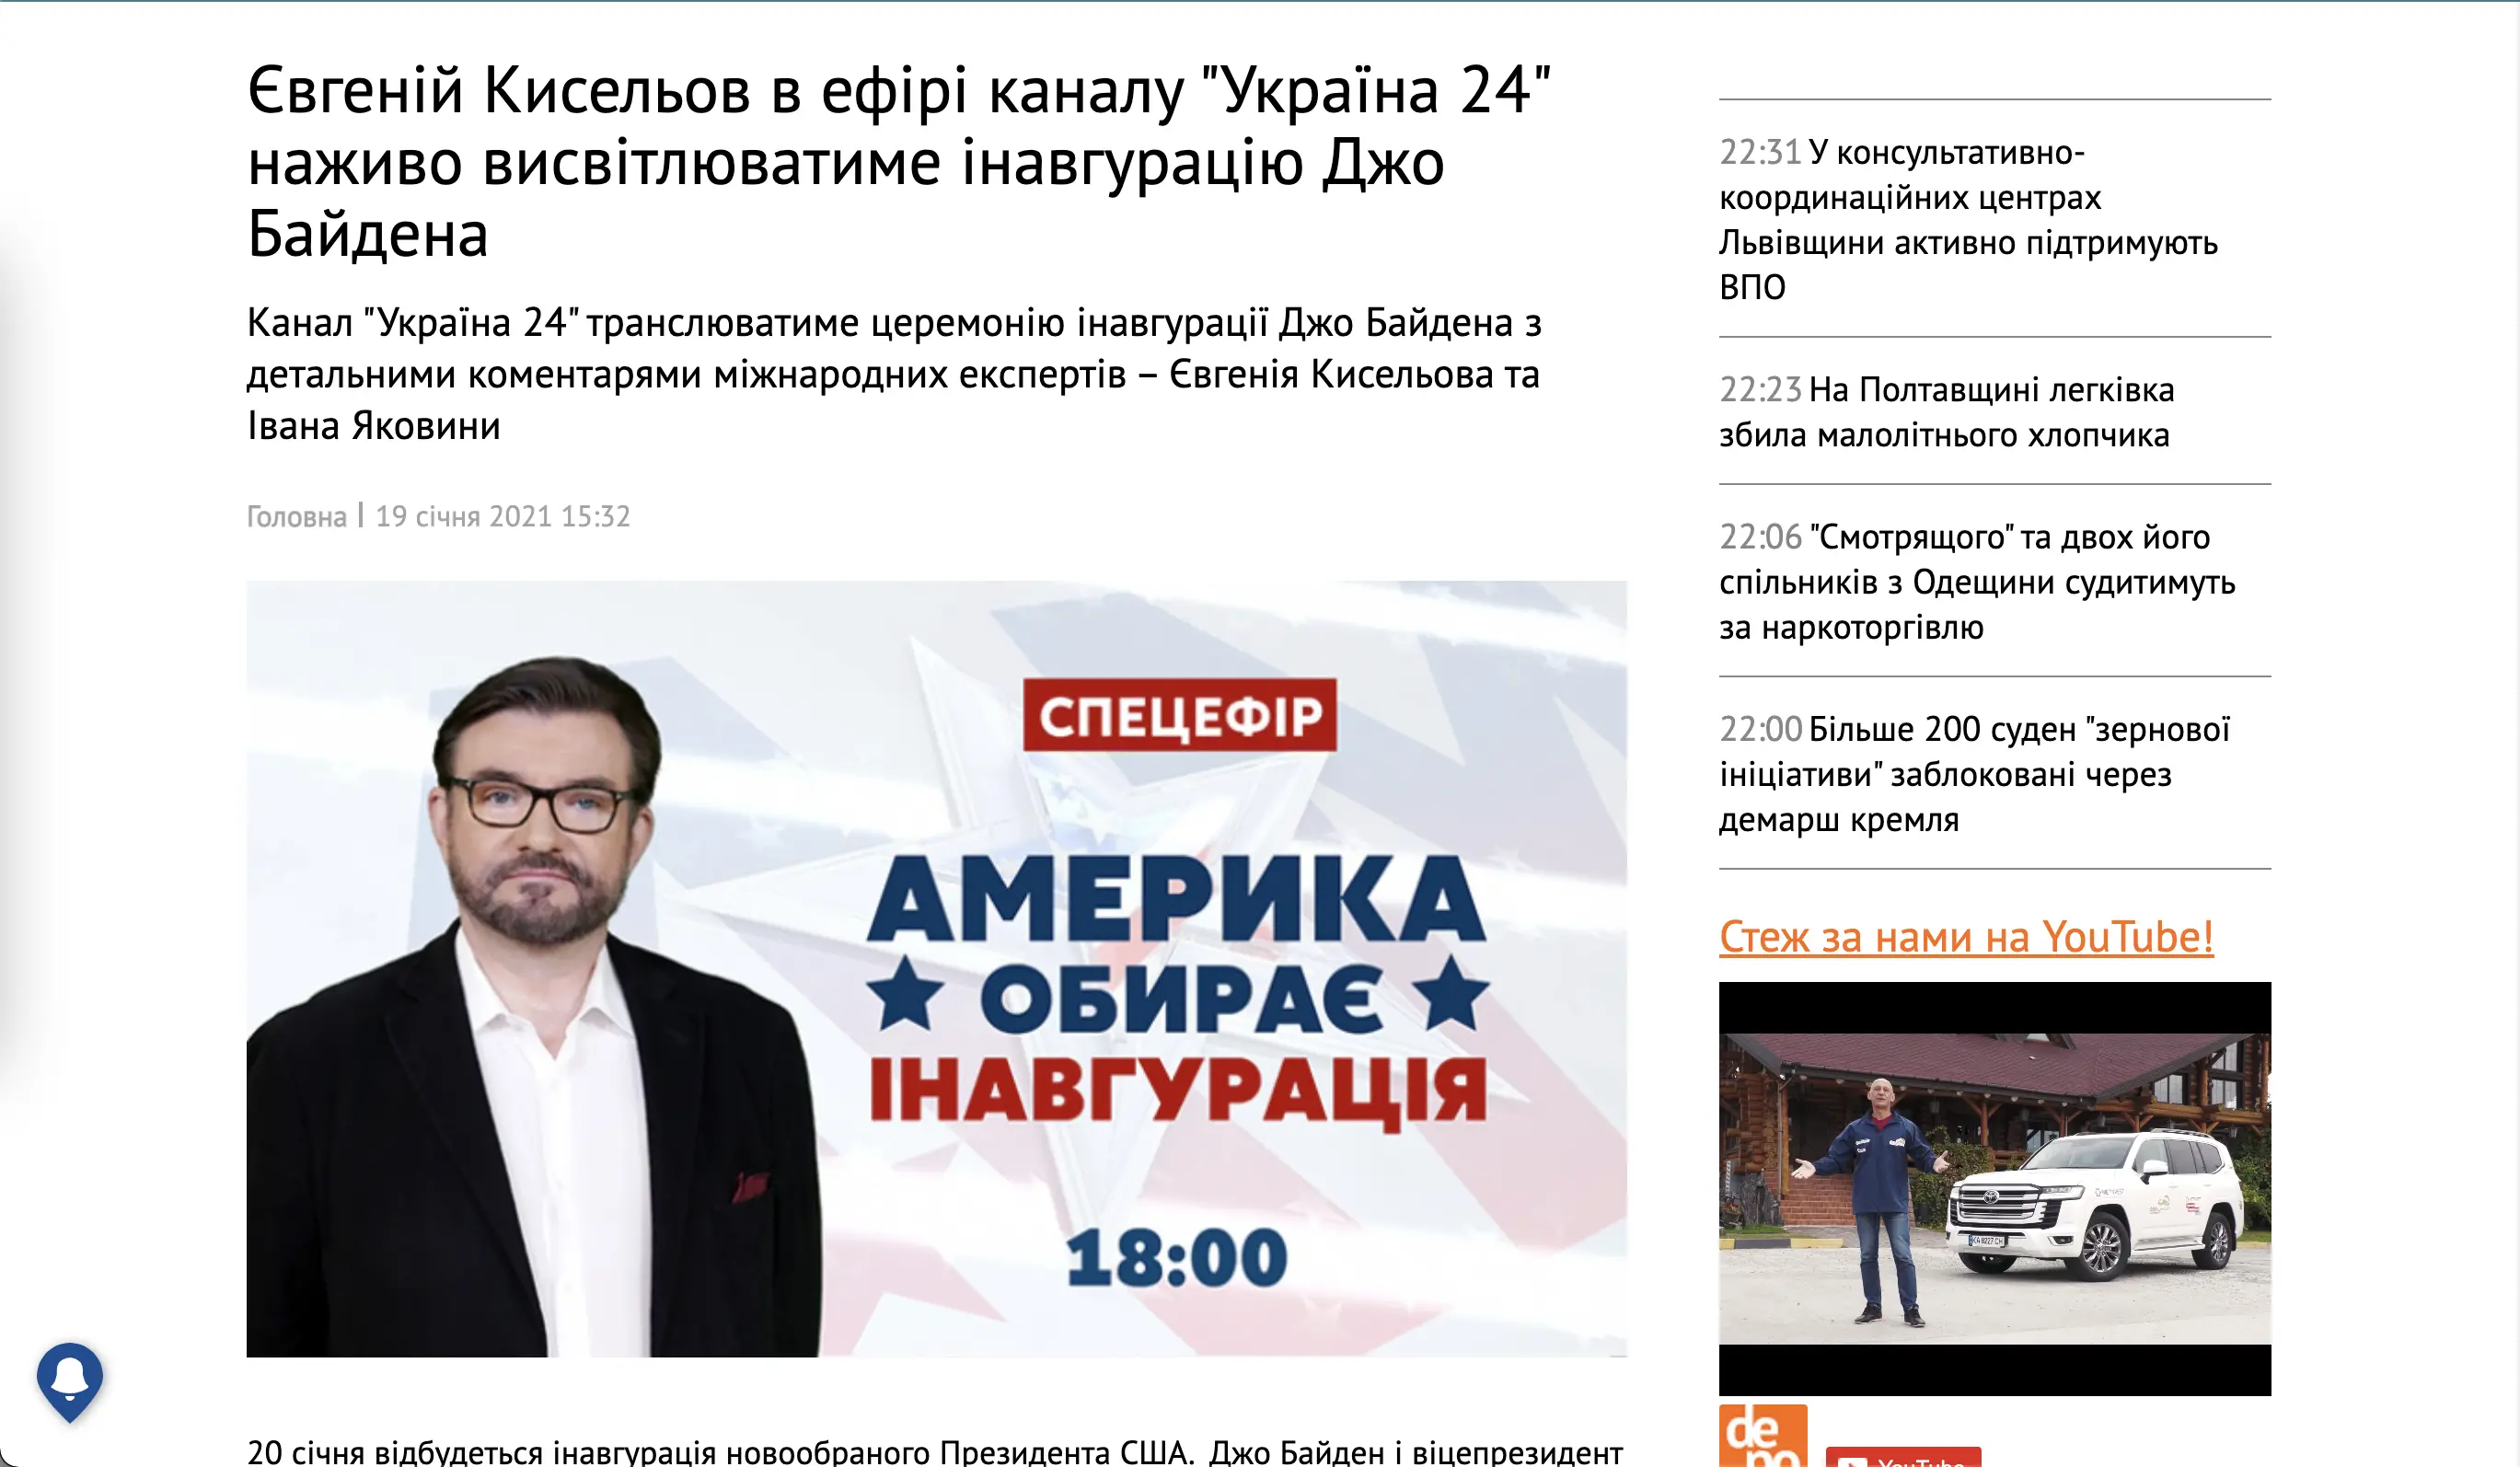 Євгеній Кисельов в ефірі каналу "Україна 24"
наживо висвітлюватиме інавгурацію Джо
Байдена
Канал "Україна 24" транслюватиме церемонію інавгурації Джо Байдена з
детальними коментарями міжнародних експертів – Євгенія Кисельова та
Івана Яковини
Головна | 19 січня 2021 15:32
СПЕЦЕФІР
АМЕРИКА
ОБИРАЄ
ІНАВГУРАЦІЯ
18:00
20 січня відбудеться інавгурація новообраного Президента США. Джо Байден і віцепрезидент
22:31 У консультативно-
координаційних центрах
Львівщини активно підтримують
ВПО
22:23 На Полтавщині легківка
збила малолітнього хлопчика
22:06 "Смотрящого" та двох його
спільників з Одещини судитимуть
за наркоторгівлю
22:00 Більше 200 суден "зернової
ініціативи" заблоковані через
демарш кремля
Стеж за нами на YouTube!
de
po
YouTube